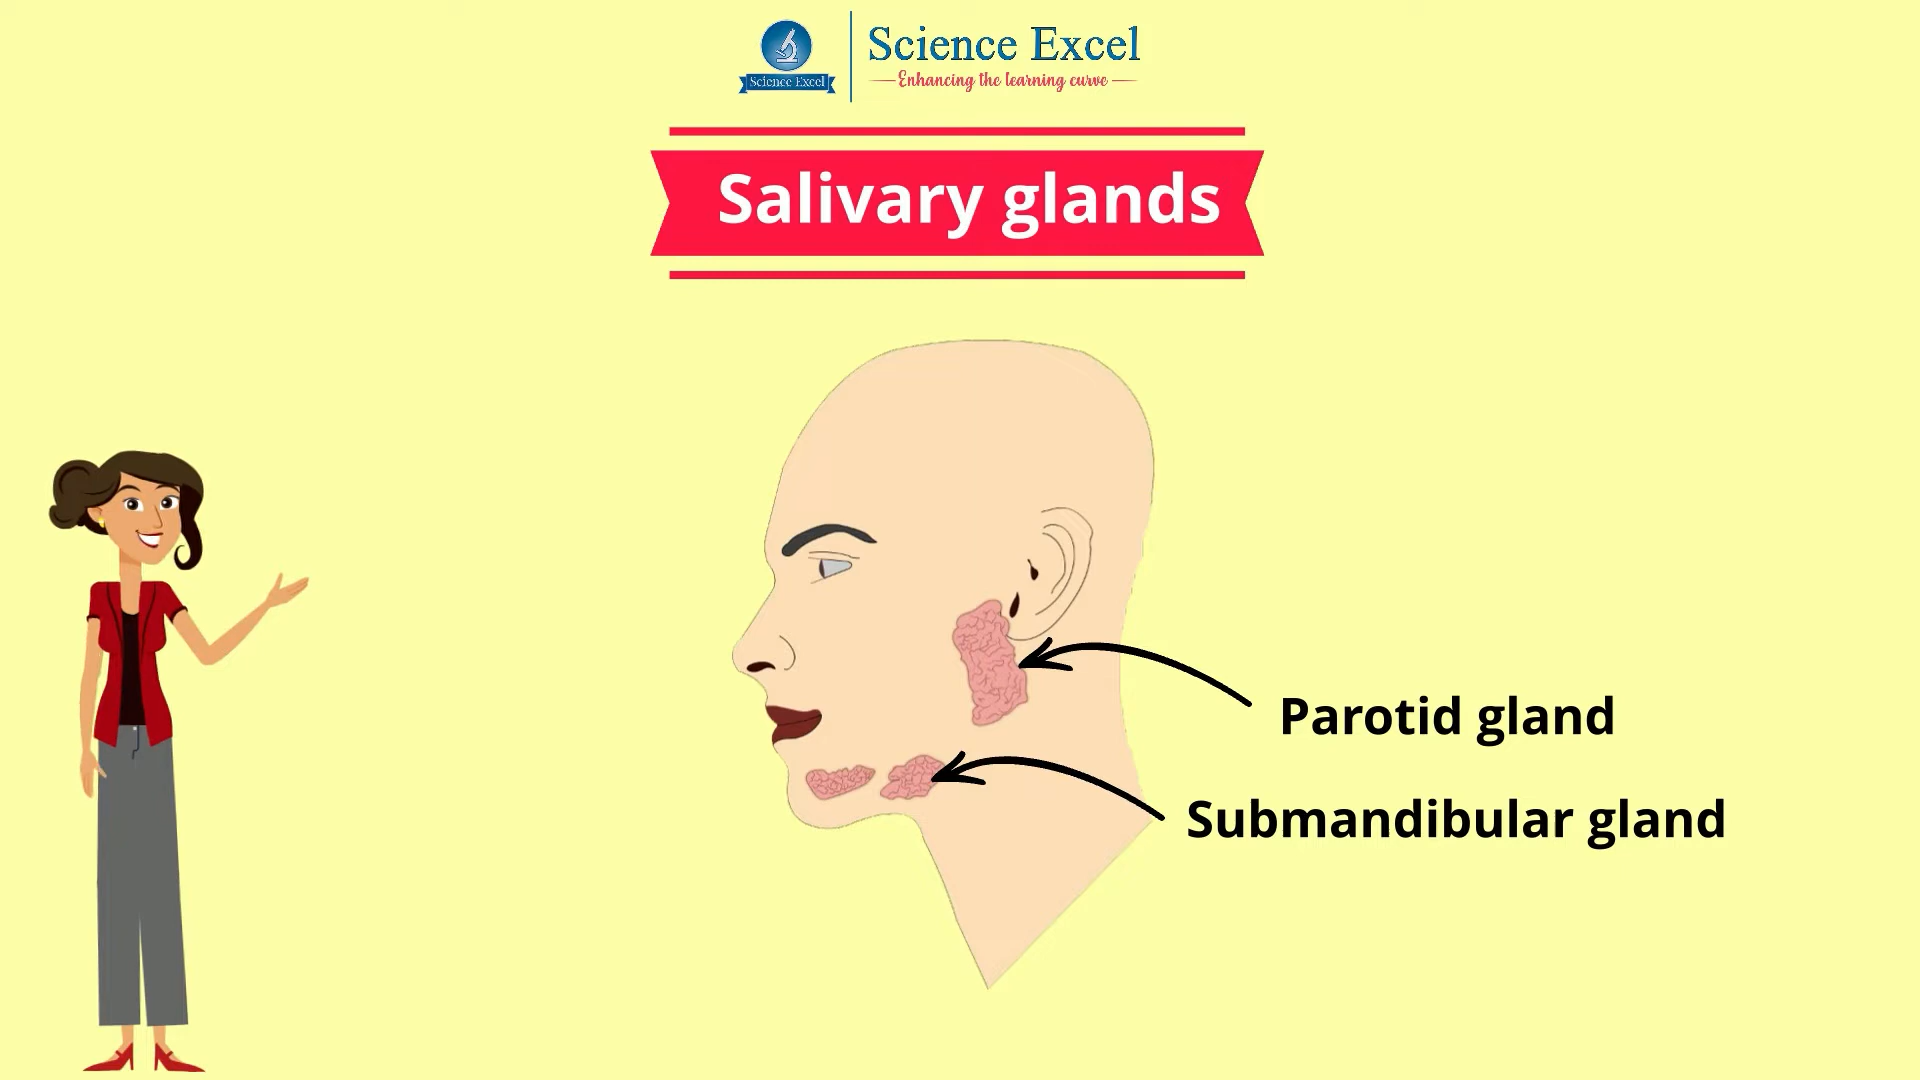 Science Excel
Science Excel
Enhancing the learning curve
Salivary glands
Parotid gland
Submandibular gland